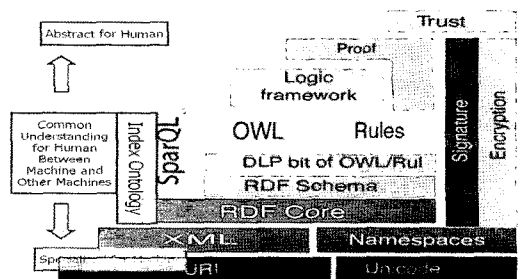 Abstract for Human
Common
Understanding
for Human
Between
Machine and
Other Machines
Index Ontology
SparQL
Trust
Proof
Logic
framework
OWL Rules
DLP bit of OWL/Rul
RDF Schema
Signature
Encryption
RDF Core
XML Namespaces
URI Unicode